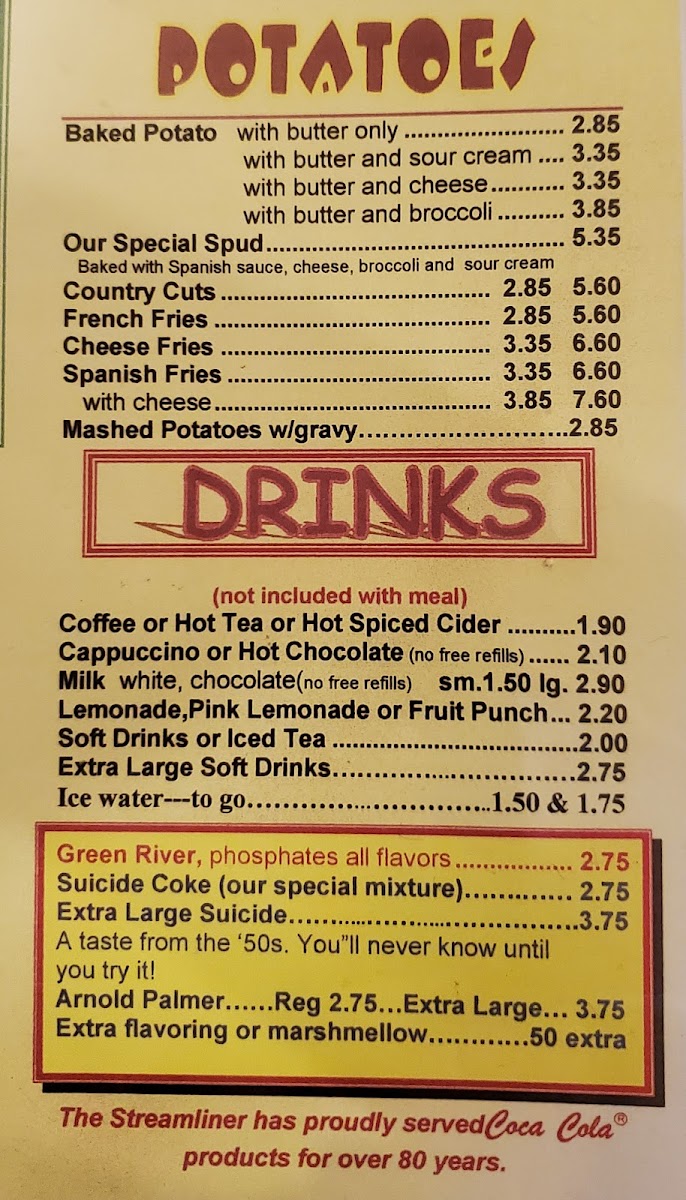 POTATOES
Baked Potato with butter only ........................ 2.85
with butter and sour cream .... 3.35
with butter and cheese........... 3.35
with butter and broccoli .......... 3.85
Our Special Spud............................................. 5.35
Baked with Spanish sauce, cheese, broccoli and sour cream
Country Cuts ........................................ 2.85 5.60
French Fries ......................................... 2.85 5.60
Cheese Fries ........................................ 3.35 6.60
Spanish Fries ....................................... 3.35 6.60
with cheese......................................... 3.85 7.60
Mashed Potatoes w/gravy..........................2.85
DRINKS
(not included with meal)
Coffee or Hot Tea or Hot Spiced Cider ..........1.90
Cappuccino or Hot Chocolate (no free refills) ...... 2.10
Milk white, chocolate(no free refills) sm.1.50 lg. 2.90
Lemonade,Pink Lemonade or Fruit Punch... 2.20
Soft Drinks or Iced Tea .....................................2.00
Extra Large Soft Drinks................................2.75
Ice water---to go................................1.50 & 1.75
Green River, phosphates all flavors ................. 2.75
Suicide Coke (our special mixture).............. 2.75
Extra Large Suicide......................................3.75
A taste from the ‘50s. You”ll never know until
you try it!
Arnold Palmer......Reg 2.75...Extra Large... 3.75
Extra flavoring or marshmellow............50 extra
The Streamliner has proudly served Coca Cola®
products for over 80 years.